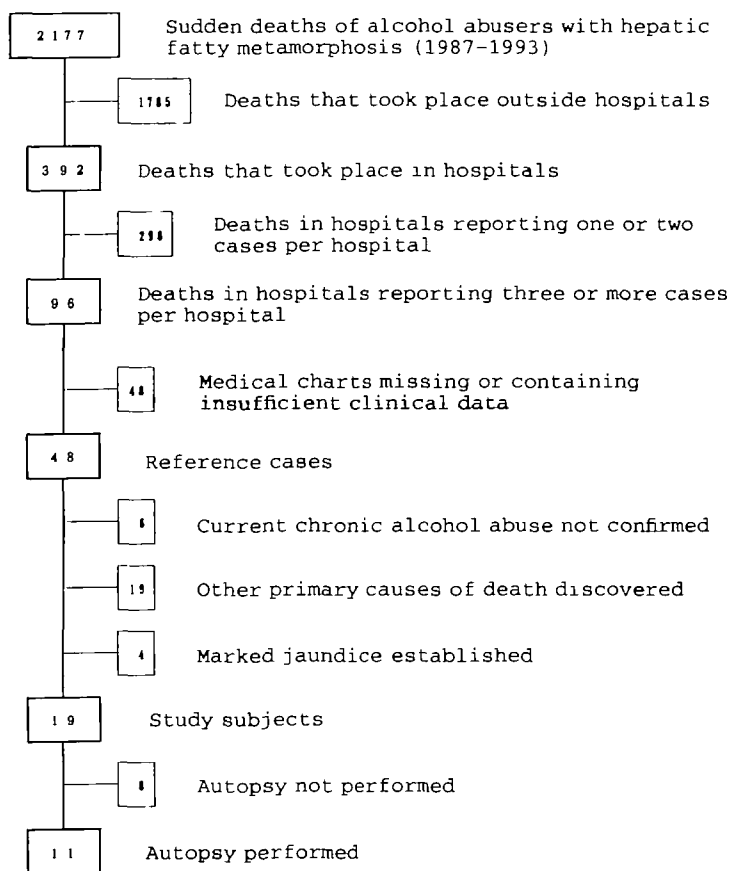 2177 Sudden deaths of alcohol abusers with hepatic
fatty metamorphosis (1987-1993)
1785 Deaths that took place outside hospitals
392 Deaths that took place in hospitals
296 Deaths in hospitals reporting one or two
cases per hospital
96 Deaths in hospitals reporting three or more cases
per hospital
48 Medical charts missing or containing
insufficient clinical data
48 Reference cases
6 Current chronic alcohol abuse not confirmed
19 Other primary causes of death discovered
4 Marked jaundice established
19 Study subjects
8 Autopsy not performed
11 Autopsy performed